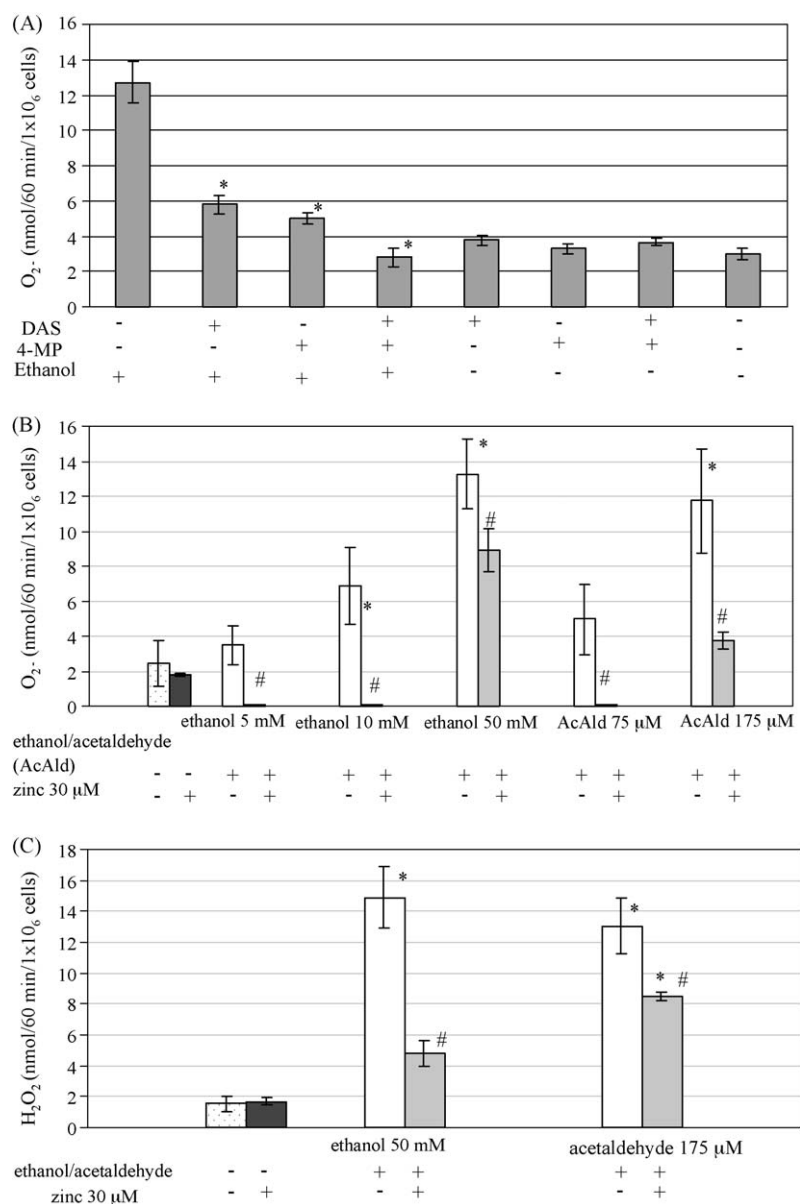 (A)
16
14
12
10
8
6
4
2
0
O2- (nmol/60 min/1x106 cells)
* * *
DAS - + - + + - + -
4-MP - - + + - + + -
Ethanol + + + + - - - -
(B)
16
14
12
10
8
6
4
2
0
O2- (nmol/60 min/1x106 cells)
# * # * # # * #
ethanol 5 mM ethanol 10 mM ethanol 50 mM AcAld 75 µM AcAld 175 µM
ethanol/acetaldehyde
(AcAld) - - + + + + + + + + + +
zinc 30 µM - + - + - + - + - + - +
(C)
18
16
14
12
10
8
6
4
2
0
H2O2 (nmol/60 min/1x106 cells)
* # * * #
ethanol 50 mM acetaldehyde 175 µM
ethanol/acetaldehyde - - + + + +
zinc 30 µM - + - + - +